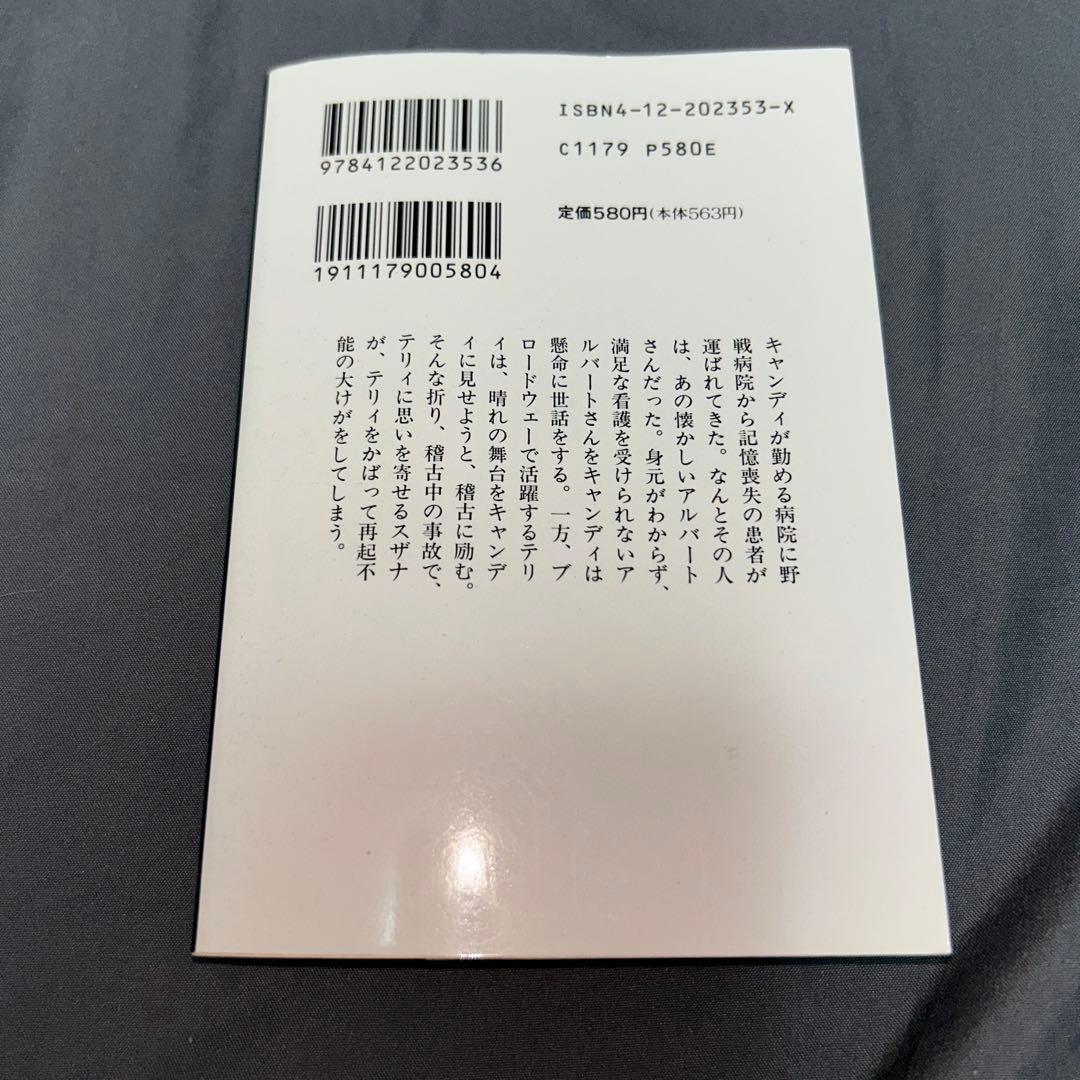 9784122023536
ISBN4-12-202353-X
C1179 P580E
1911179005804
定価580円(本体563円)
キャンディが勤める病院に野
戦病院から記憶喪失の患者が
運ばれてきた。なんとその人
は、あの懐かしいアルバート
さんだった。身元がわからず、
満足な看護を受けられないア
ルバートさんをキャンディは
懸命に世話をする。一方、ブ
ロードウェーで活躍するテリ
ィは、晴れの舞台をキャンデ
ィに見せようと、稽古に励む。
そんな折り、稽古中の事故で、
テリィに思いを寄せるスザナ
が、テリィをかばって再起不
能の大けがをしてしまう。